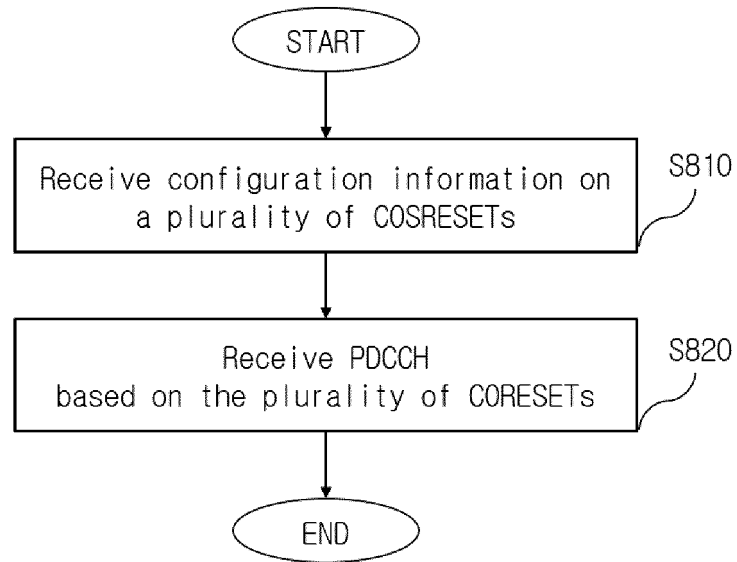 START
Receive configuration information on
a plurality of COSRESETs
S810
Receive PDCCH
based on the plurality of CORESETs
S820
END